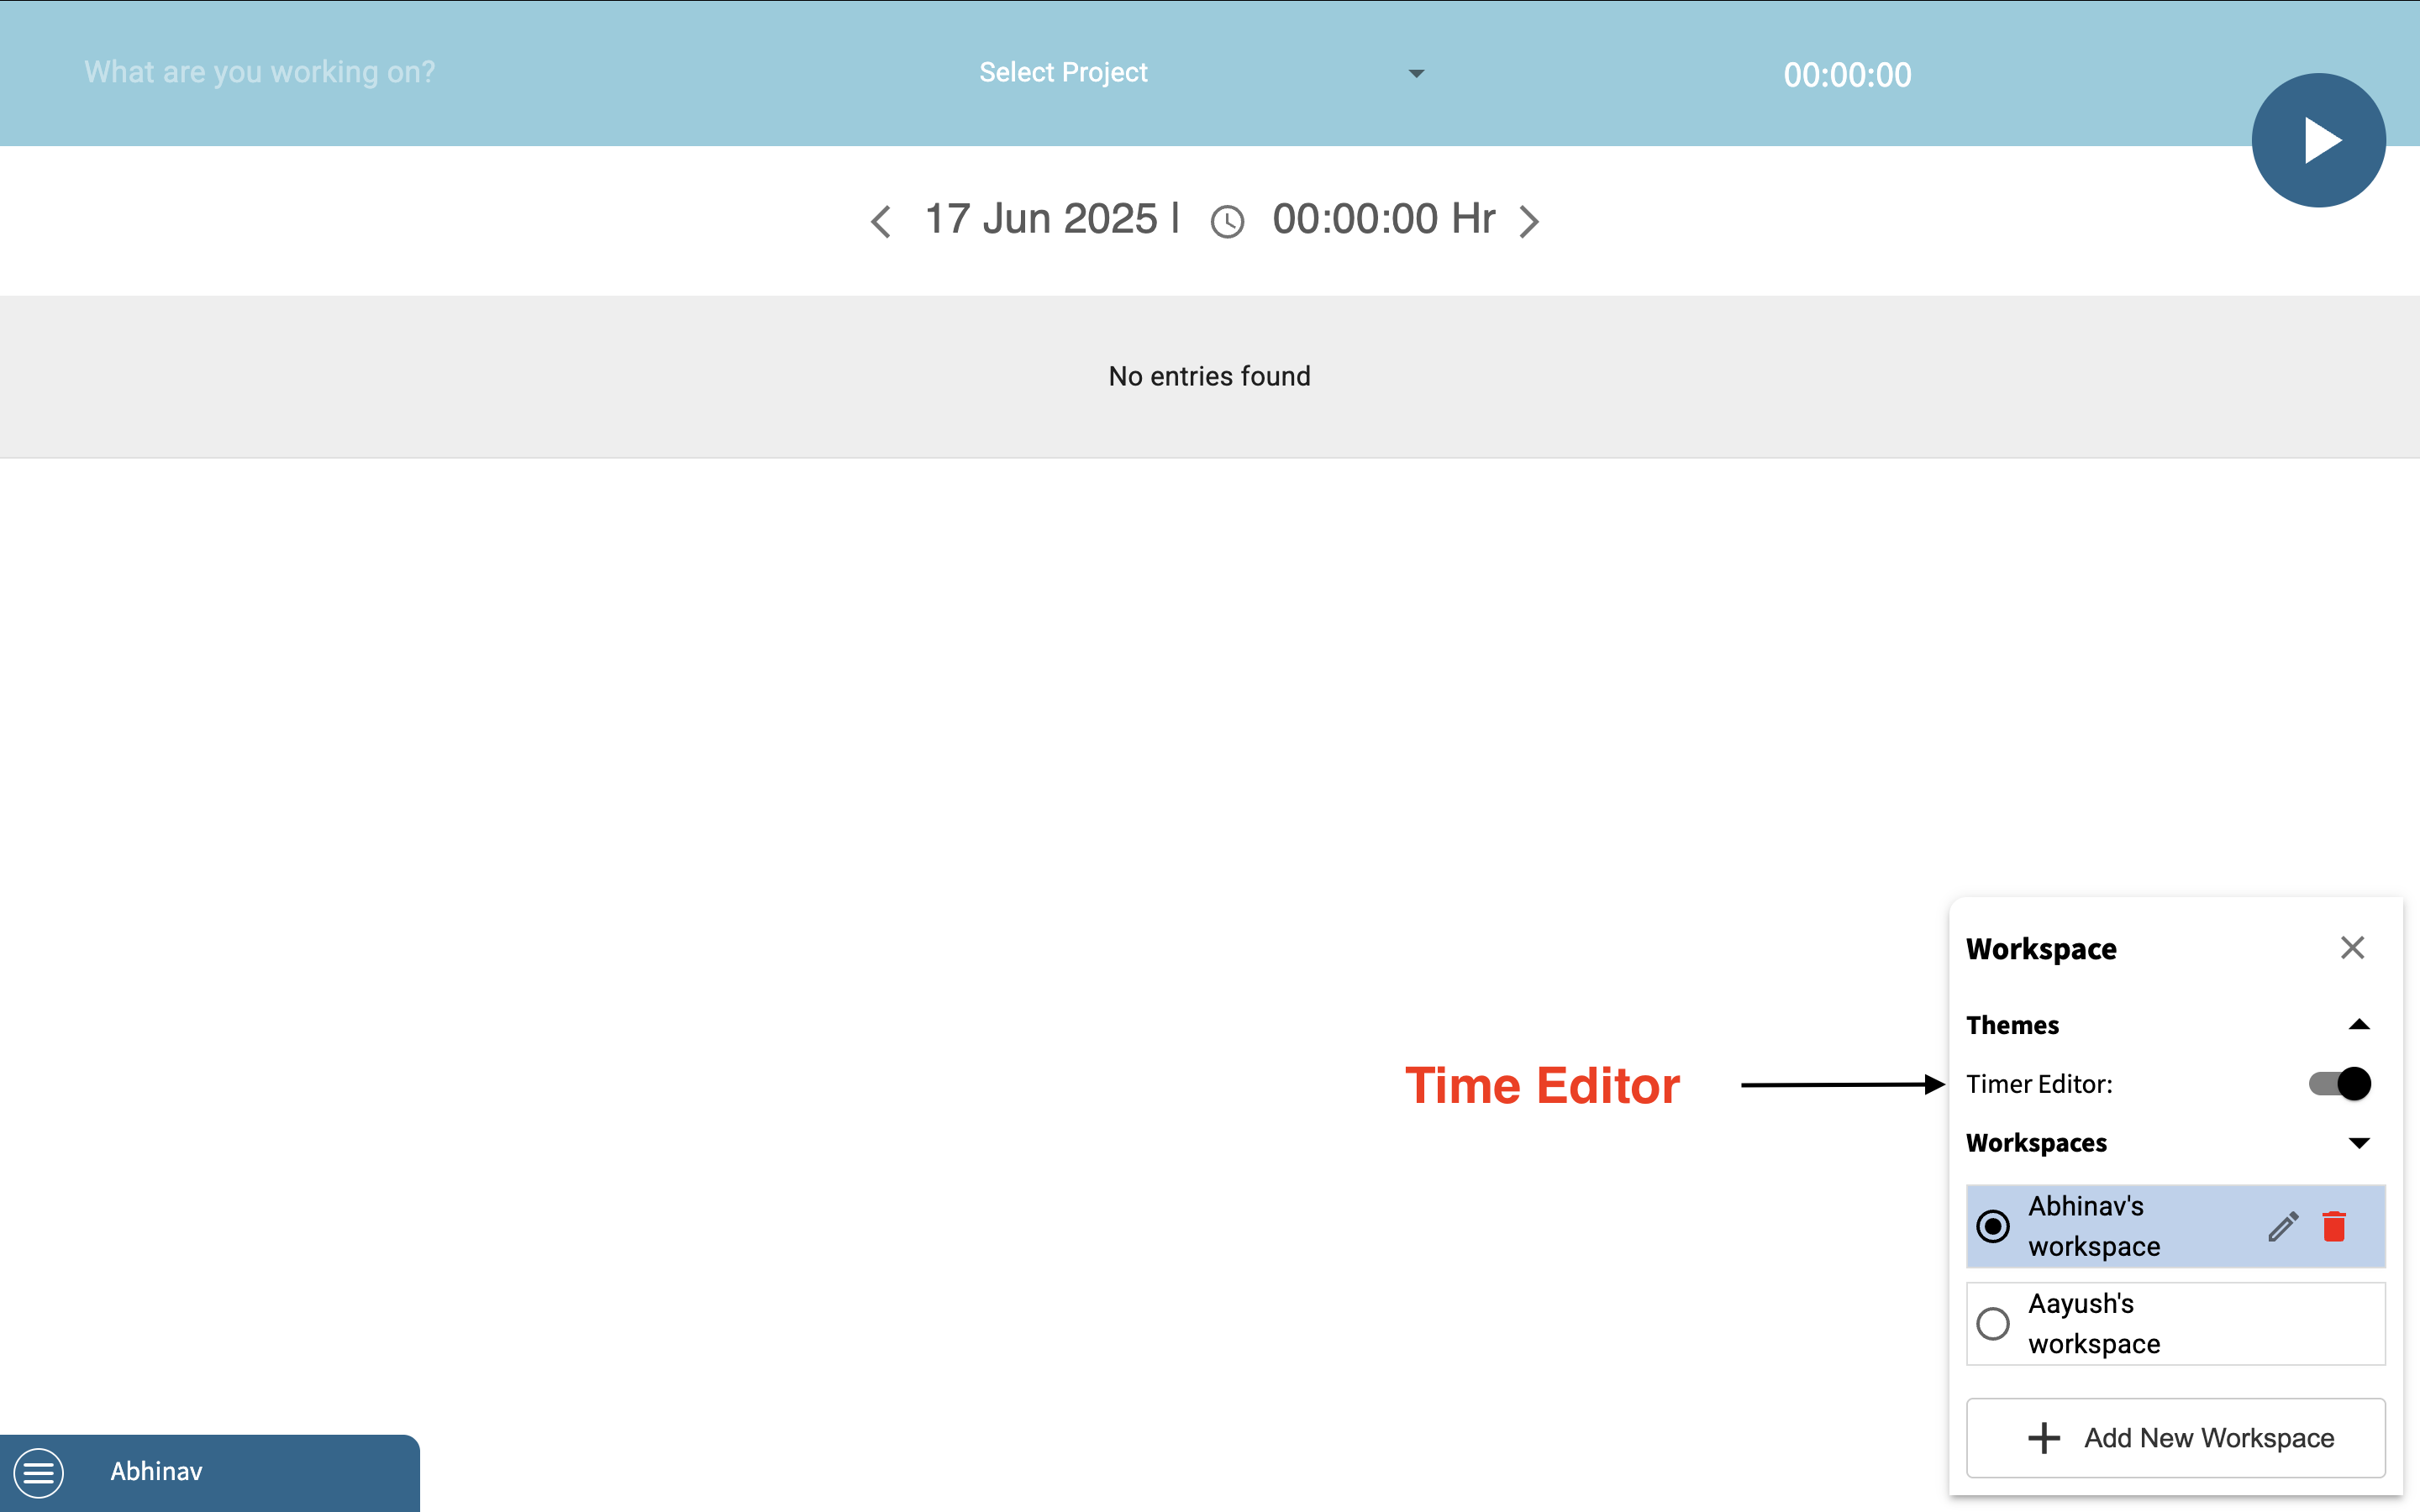 What are you working on?
Select Project
00:00:00
17 Jun 2025 | 00:00:00 Hr
No entries found
Workspace
Themes
Time Editor
Timer Editor:
Workspaces
Abhinav's
workspace
Aayush's
workspace
Add New Workspace
Abhinav